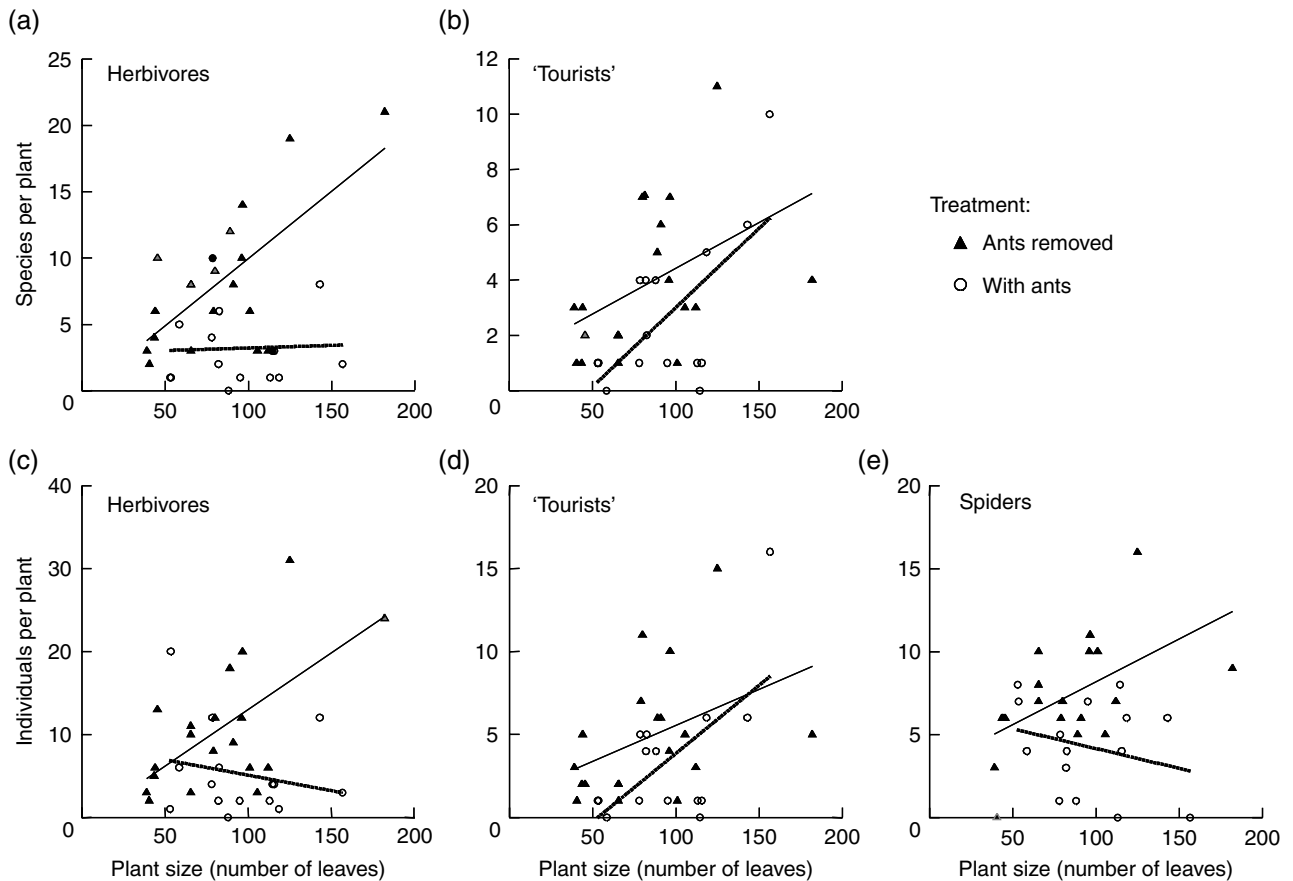 (a)
(b)
25
20
15
10
5
0
Species per plant
Herbivores
50
100
150
200
12
10
8
6
4
2
0
'Tourists'
50
100
150
200
Treatment:
Ants removed
With ants
(c)
(d)
(e)
40
30
20
10
0
Individuals per plant
Herbivores
50
100
150
200
Plant size (number of leaves)
20
15
10
5
0
'Tourists'
50
100
150
200
Plant size (number of leaves)
20
15
10
5
0
Spiders
50
100
150
200
Plant size (number of leaves)